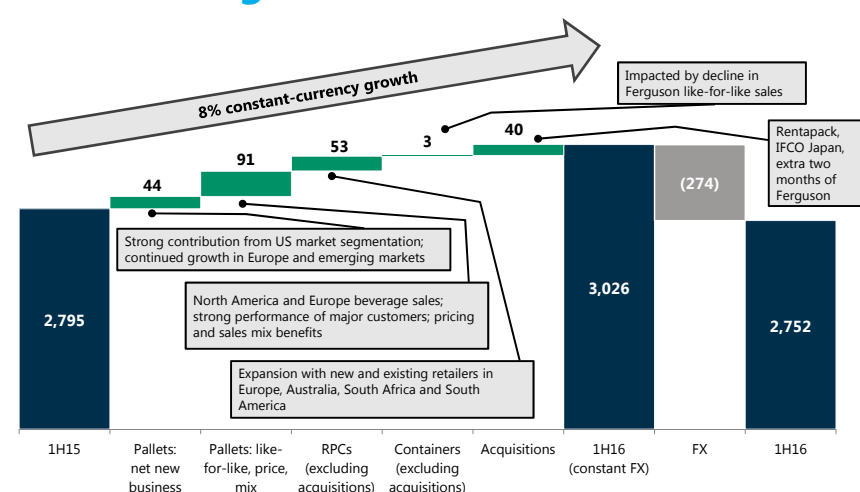 8% constant-currency growth
Impacted by decline in
Ferguson like-for-like sales
Rentapack,
IFCO Japan,
extra two
months of
Ferguson
44
91
53
3
40
(274)
Strong contribution from US market segmentation;
continued growth in Europe and emerging markets
North America and Europe beverage sales;
strong performance of major customers; pricing
and sales mix benefits
Expansion with new and existing retailers in
Europe, Australia, South Africa and South
America
2,795
3,026
2,752
1H15
Pallets:
net new
business
Pallets: like-
for-like, price,
mix
RPCs
(excluding
acquisitions)
Containers
(excluding
acquisitions)
Acquisitions
1H16
(constant FX)
FX
1H16